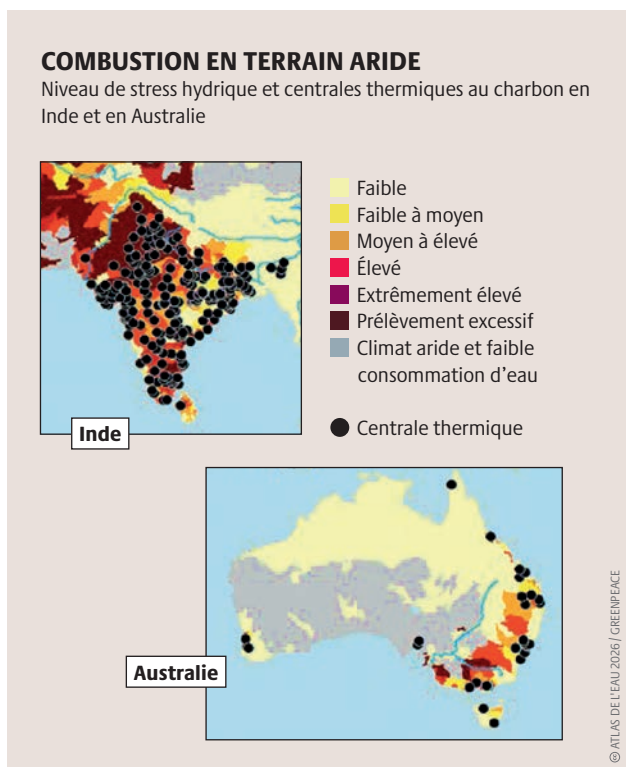 COMBUSTION EN TERRAIN ARIDE
Niveau de stress hydrique et centrales thermiques au charbon en
Inde et en Australie
Faible
Faible à moyen
Moyen à élevé
Élevé
Extrêmement élevé
Prélèvement excessif
Climat aride et faible
consommation d’eau
Centrale thermique
Inde
Australie
© ATLAS DE L’EAU 2026 / GREENPEACE